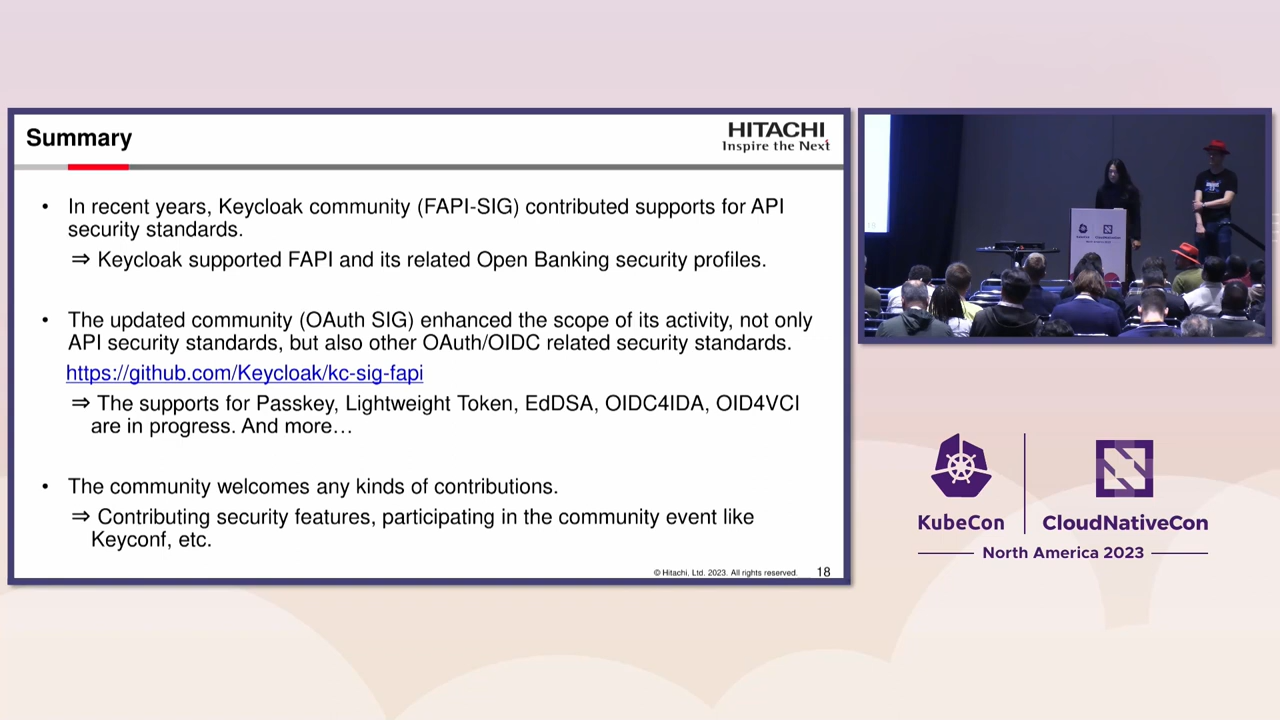 Summary
HITACHI
Inspire the Next
• In recent years, Keycloak community (FAPI-SIG) contributed supports for API
security standards.
⇒ Keycloak supported FAPI and its related Open Banking security profiles.
• The updated community (OAuth SIG) enhanced the scope of its activity, not only
API security standards, but also other OAuth/OIDC related security standards.
https://github.com/Keycloak/kc-sig-fapi
⇒ The supports for Passkey, Lightweight Token, EdDSA, OIDC4IDA, OID4VCI
are in progress. And more…
• The community welcomes any kinds of contributions.
⇒ Contributing security features, participating in the community event like
Keyconf, etc.
© Hitachi, Ltd. 2023. All rights reserved.
18
KubeCon
CloudNativeCon
North America 2023